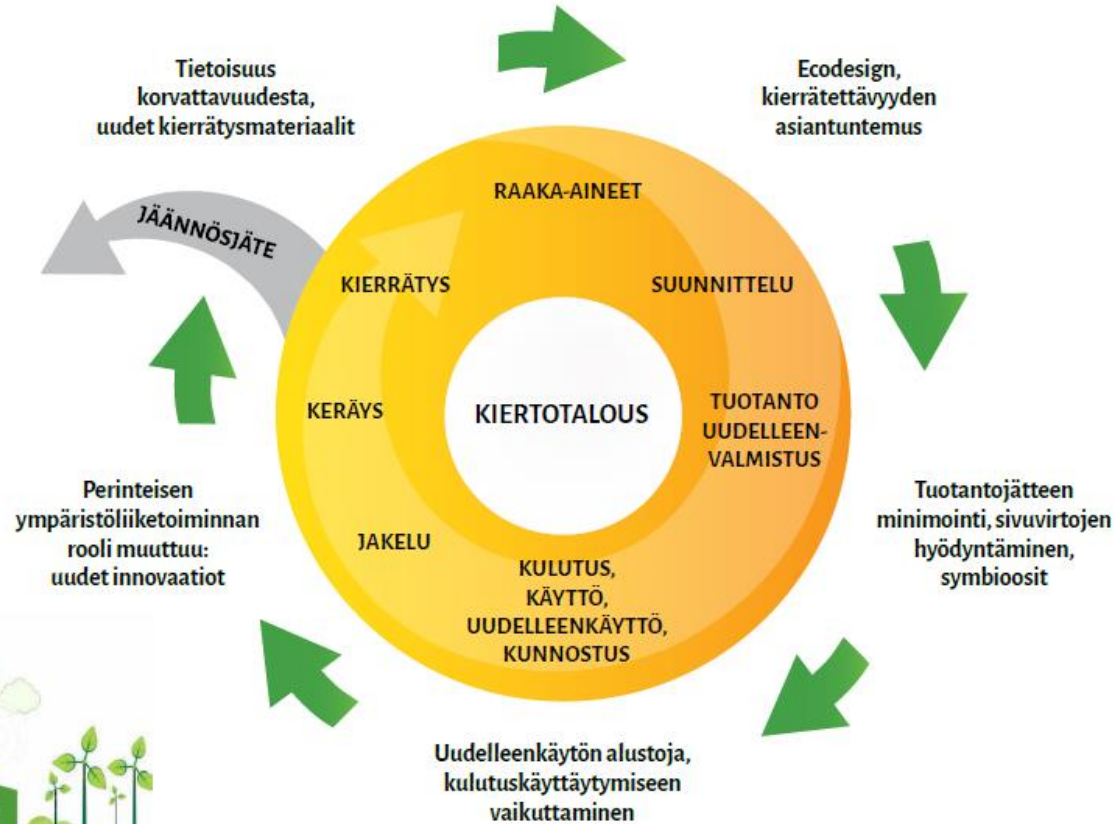 Tietoisuus
korvattavuudesta,
uudet kierrätysmateriaalit
Ecodesign,
kierrätettävyyden
asiantuntemus
JÄÄNNÖSJÄTE
RAAKA-AINEET
KIERRÄTYS
SUUNNITTELU
KERÄYS
KIERTOTALOUS
TUOTANTO
UUDELLEEN-
VALMISTUS
JAKELU
KULUTUS,
KÄYTTÖ,
UUDELLEENKÄYTTÖ,
KUNNOSTUS
Perinteisen
ympäristöliiketoiminnan
rooli muuttuu:
uudet innovaatiot
Tuotantojätteen
minimointi, sivuvirtojen
hyödyntäminen,
symbioosit
Uudelleenkäytön alustoja,
kulutuskäyttäytymiseen
vaikuttaminen